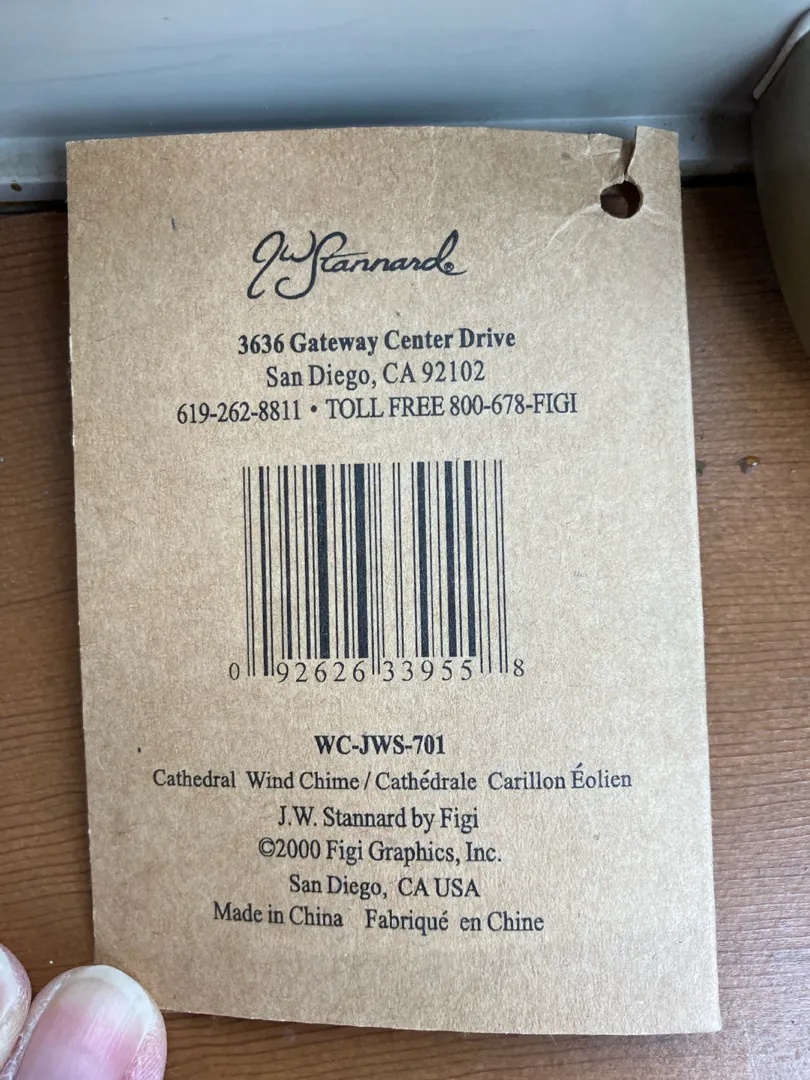 JW Stannard®
3636 Gateway Center Drive
San Diego, CA 92102
619-262-8811 • TOLL FREE 800-678-FIGI
0 92626 33955 8
WC-JWS-701
Cathedral Wind Chime / Cathédrale Carillon Éolien
J.W. Stannard by Figi
©2000 Figi Graphics, Inc.
San Diego, CA USA
Made in China Fabriqué en Chine